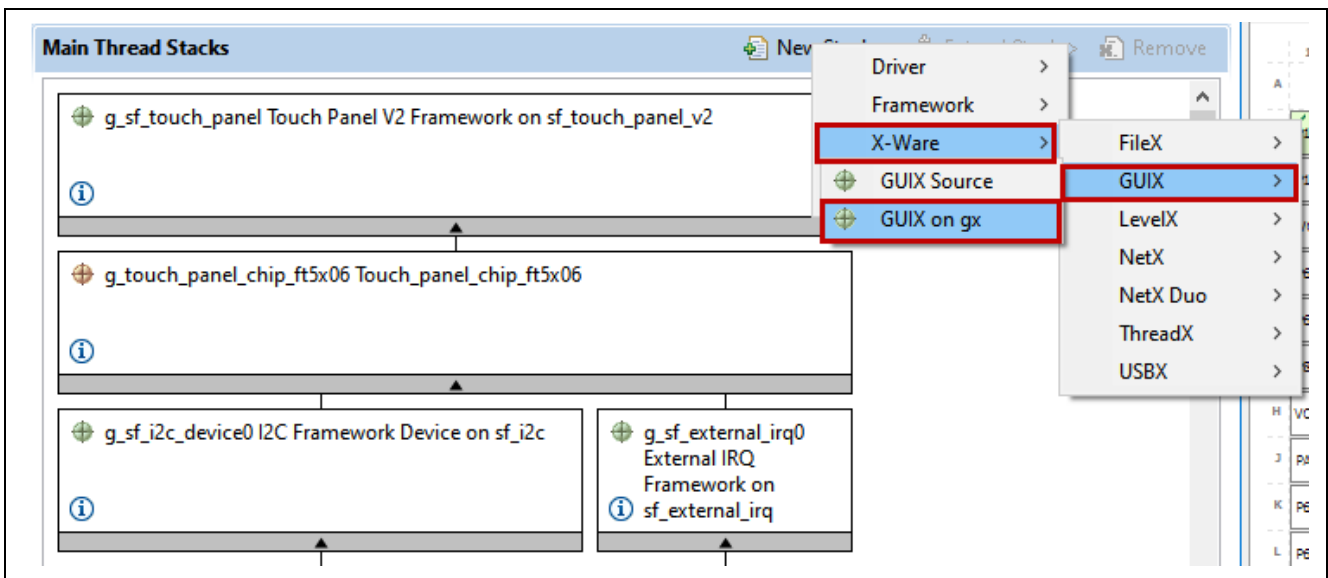 Main Thread Stacks
New
Remove
Driver
Framework
X-Ware
GUIX Source
GUIX on gx
FileX
GUIX
LevelX
NetX
NetX Duo
ThreadX
USBX
g_sf_touch_panel Touch Panel V2 Framework on sf_touch_panel_v2
g_touch_panel_chip_ft5x06 Touch_panel_chip_ft5x06
g_sf_i2c_device0 I2C Framework Device on sf_i2c
g_sf_external_irq0
External IRQ
Framework on
sf_external_irq
A
H
J
K
L